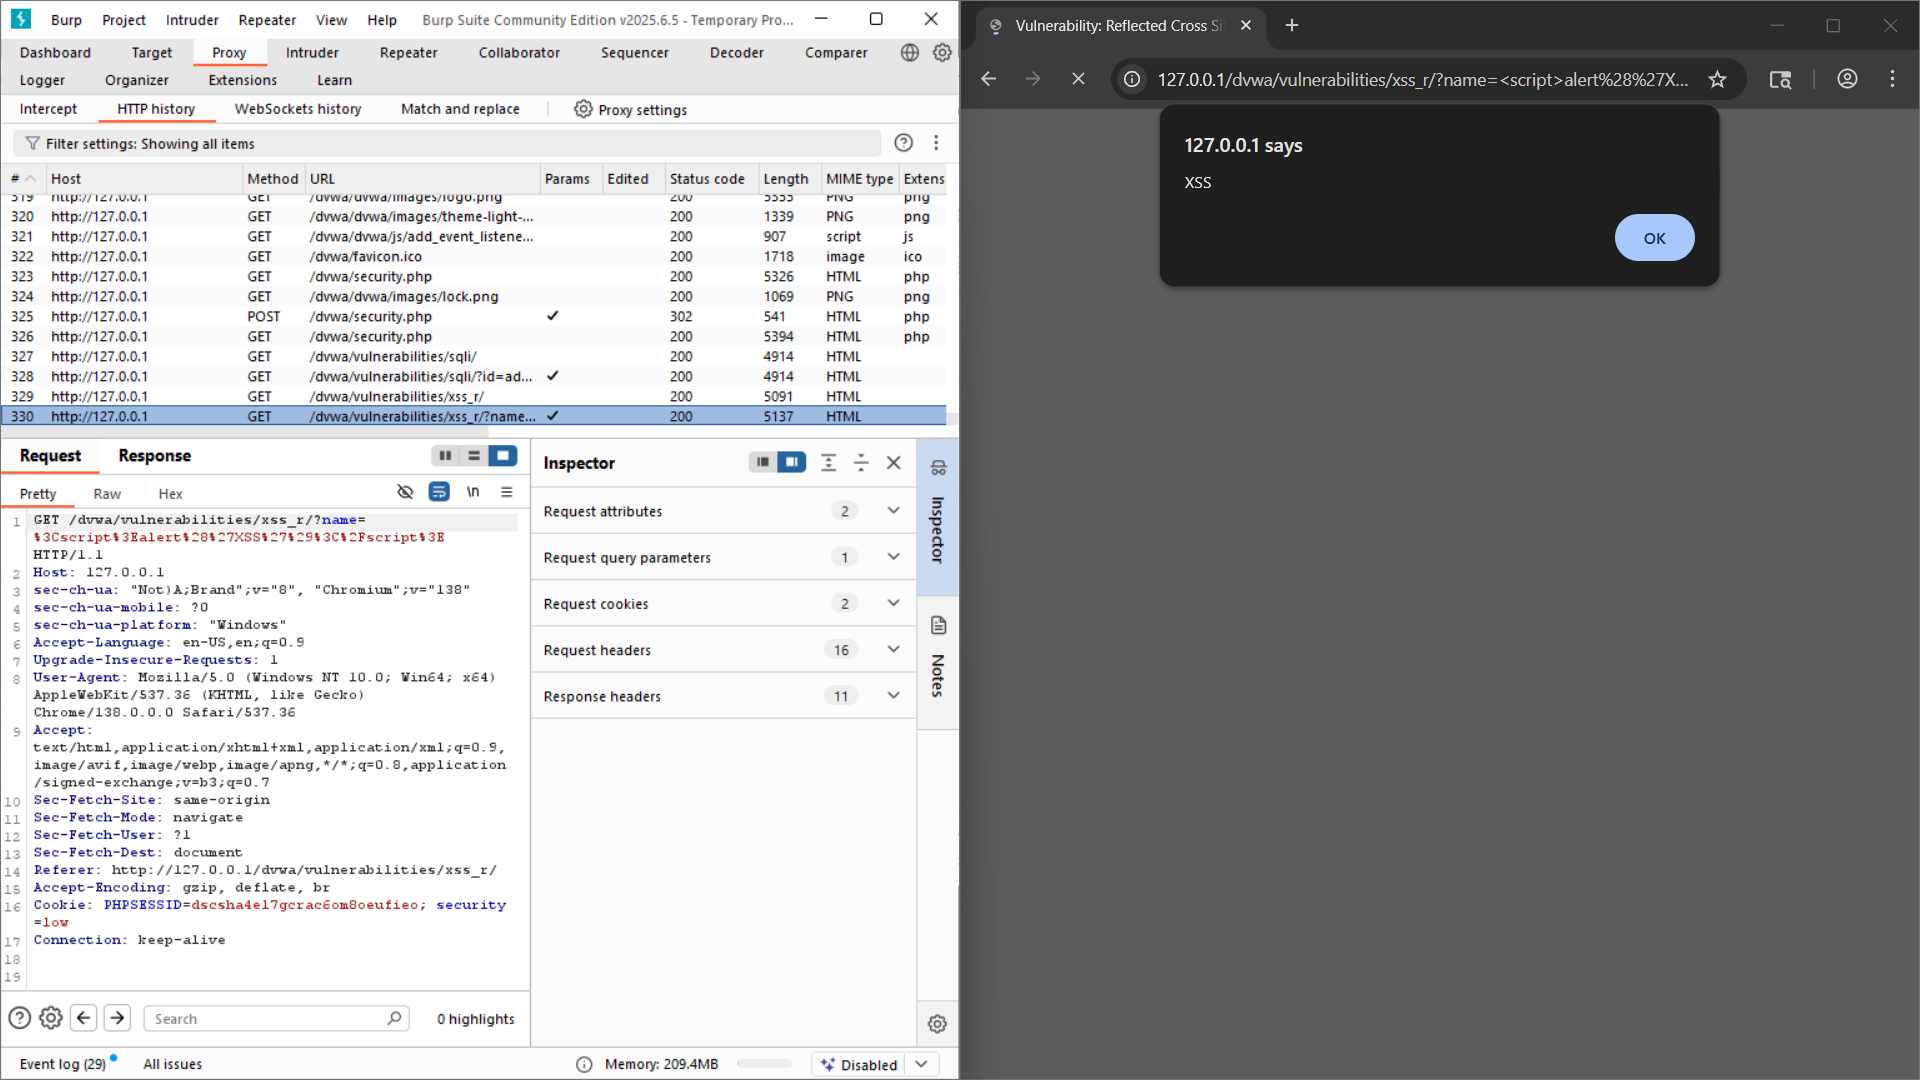 Burp Project Intruder Repeater View Help Burp Suite Community Edition v2025.6.5 - Temporary Pro...
Dashboard Target Proxy Intruder Repeater Collaborator Sequencer Decoder Comparer
Logger Organizer Extensions Learn
Intercept HTTP history WebSockets history Match and replace Proxy settings
Filter settings: Showing all items
# Host Method URL Params Edited Status code Length MIME type Extens
319 http://127.0.0.1 GET /dvwa/dvwa/images/logo.png 200 5355 PNG png
320 http://127.0.0.1 GET /dvwa/dvwa/images/theme-light-... 200 1339 PNG png
321 http://127.0.0.1 GET /dvwa/dvwa/js/add_event_listene... 200 907 script js
322 http://127.0.0.1 GET /dvwa/favicon.ico 200 1718 image ico
323 http://127.0.0.1 GET /dvwa/security.php 200 5326 HTML php
324 http://127.0.0.1 GET /dvwa/dvwa/images/lock.png 200 1069 PNG png
325 http://127.0.0.1 POST /dvwa/security.php ✓ 302 541 HTML php
326 http://127.0.0.1 GET /dvwa/security.php 200 5394 HTML php
327 http://127.0.0.1 GET /dvwa/vulnerabilities/sqli/ 200 4914 HTML
328 http://127.0.0.1 GET /dvwa/vulnerabilities/sqli/?id=ad... ✓ 200 4914 HTML
329 http://127.0.0.1 GET /dvwa/vulnerabilities/xss_r/ 200 5091 HTML
330 http://127.0.0.1 GET /dvwa/vulnerabilities/xss_r/?name... ✓ 200 5137 HTML
Request Response
Pretty Raw Hex \n
1 GET /dvwa/vulnerabilities/xss_r/?name=
%3Cscript%3Ealert%28%27XSS%27%29%3C%2Fscript%3E
HTTP/1.1
2 Host: 127.0.0.1
3 sec-ch-ua: "Not)A;Brand";v="8", "Chromium";v="138"
4 sec-ch-ua-mobile: ?0
5 sec-ch-ua-platform: "Windows"
6 Accept-Language: en-US,en;q=0.9
7 Upgrade-Insecure-Requests: 1
8 User-Agent: Mozilla/5.0 (Windows NT 10.0; Win64; x64)
AppleWebKit/537.36 (KHTML, like Gecko)
Chrome/138.0.0.0 Safari/537.36
9 Accept:
text/html,application/xhtml+xml,application/xml;q=0.9,
image/avif,image/webp,image/apng,*/*;q=0.8,application
/signed-exchange;v=b3;q=0.7
10 Sec-Fetch-Site: same-origin
11 Sec-Fetch-Mode: navigate
12 Sec-Fetch-User: ?1
13 Sec-Fetch-Dest: document
14 Referer: http://127.0.0.1/dvwa/vulnerabilities/xss_r/
15 Accept-Encoding: gzip, deflate, br
16 Cookie: PHPSESSID=dscsha4el7gcrac6om8oeufieo; security
=low
17 Connection: keep-alive
18
19
Search 0 highlights
Inspector
Request attributes 2
Request query parameters 1
Request cookies 2
Request headers 16
Response headers 11
Inspector
Notes
Event log (29) All issues Memory: 209.4MB Disabled
Vulnerability: Reflected Cross Si
127.0.0.1/dvwa/vulnerabilities/xss_r/?name=<script>alert%28%27X...
127.0.0.1 says
XSS
OK